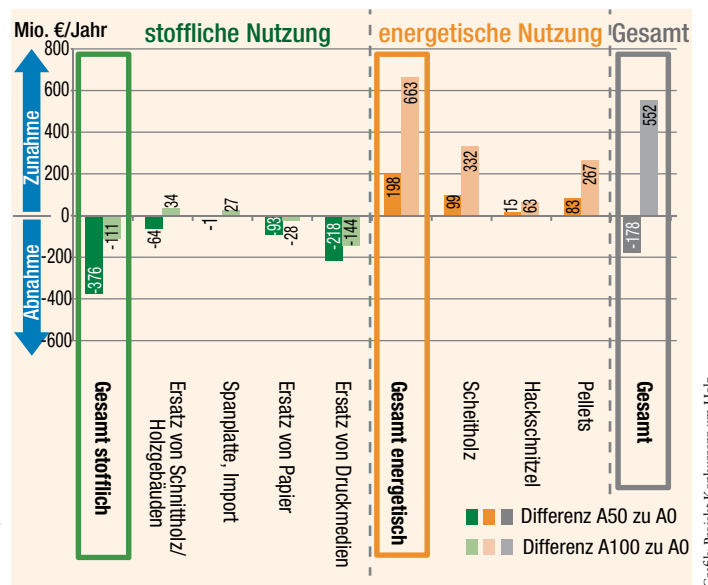 Mio. €/Jahr
stoffliche Nutzung
energetische Nutzung
Gesamt
800
600
400
200
0
-200
-400
-600
Zunahme
Abnahme
-376
-111
-64
34
-1
27
-93
-28
-218
-144
198
663
99
332
15
63
83
267
-178
552
Gesamt stofflich
Ersatz von Schnittholz/
Holzgebäuden
Spanplatte, Import
Ersatz von Papier
Ersatz von Druckmedien
Gesamt energetisch
Scheitholz
Hackschnitzel
Pellets
Gesamt
Differenz A50 zu A0
Differenz A100 zu A0